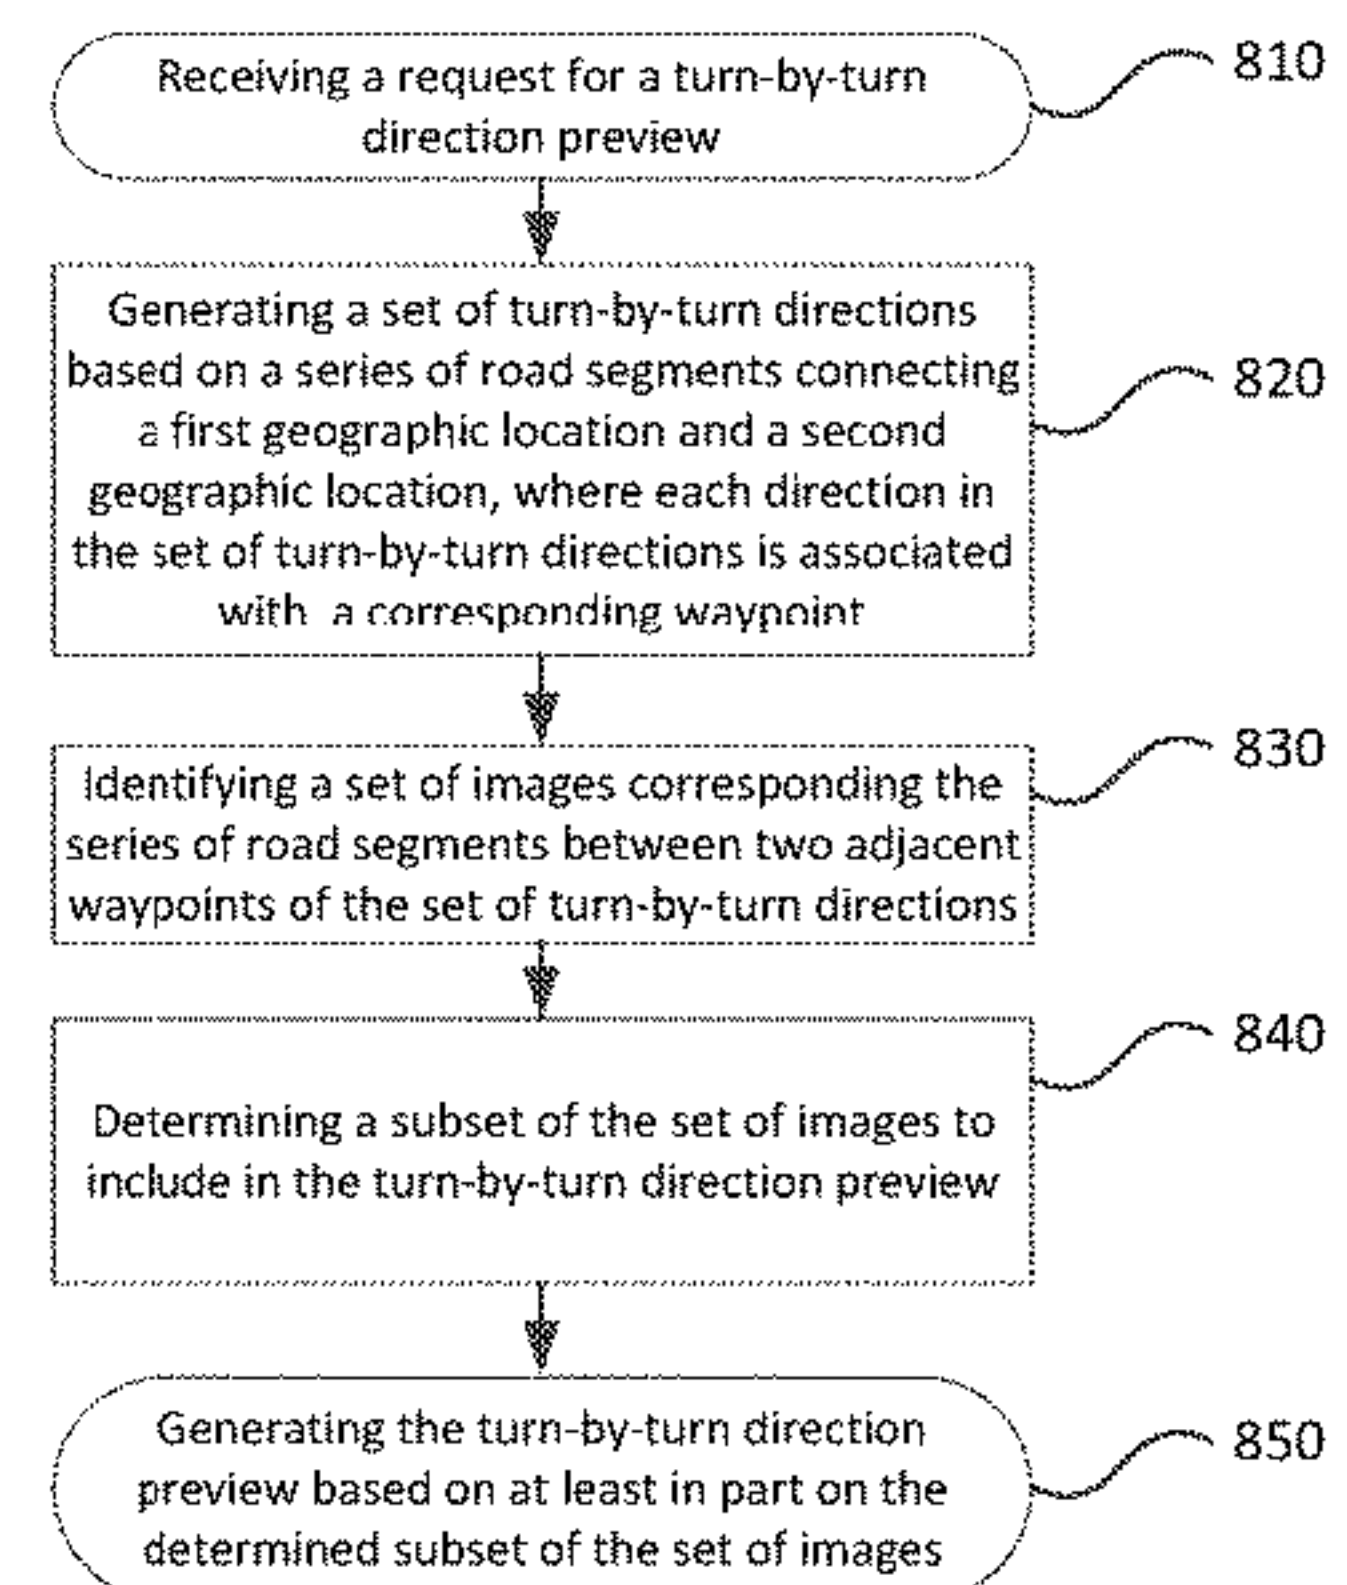 Receiving a request for a turn-by-turn
direction preview
810
Generating a set of turn-by-turn directions
based on a series of road segments connecting
a first geographic location and a second
geographic location, where each direction in
the set of turn-by-turn directions is associated
with a corresponding waypoint
820
Identifying a set of images corresponding the
series of road segments between two adjacent
waypoints of the set of turn-by-turn directions
830
Determining a subset of the set of images to
include in the turn-by-turn direction preview
840
Generating the turn-by-turn direction
preview based on at least in part on the
determined subset of the set of images
850